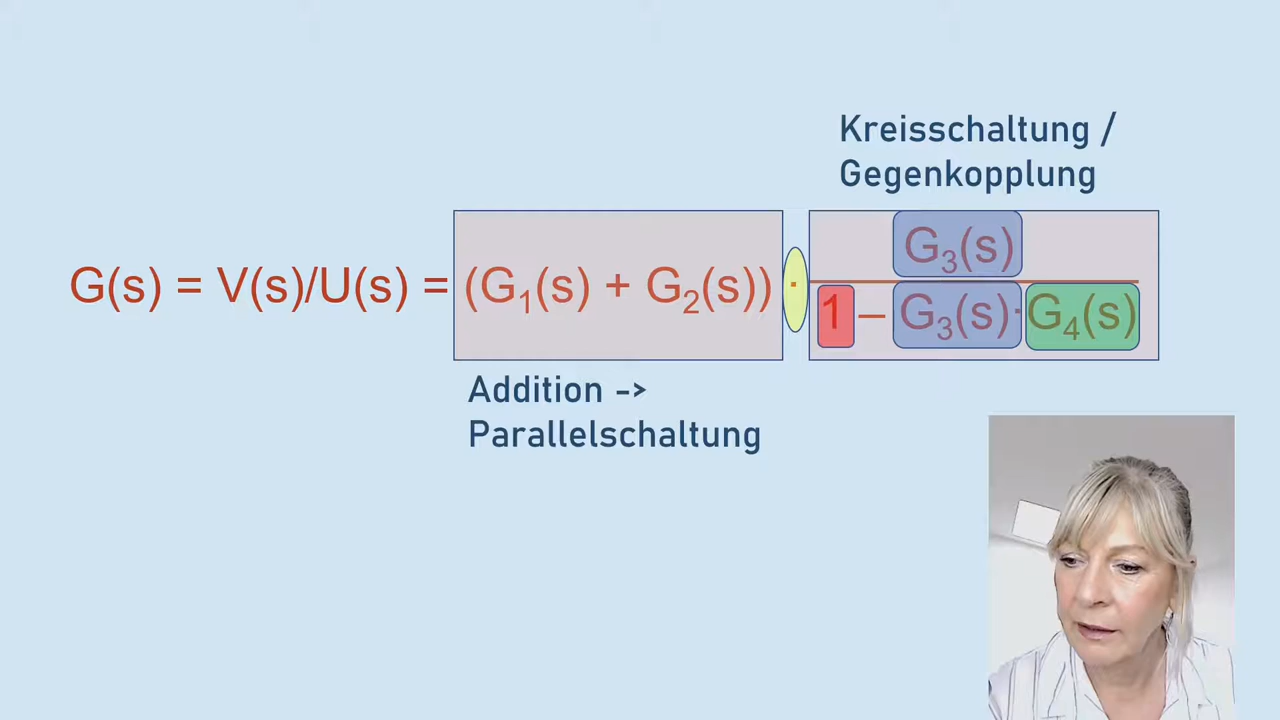 Kreisschaltung /
Gegenkopplung
G(s) = V(s)/U(s) = (G₁(s) + G₂(s)) · G₃(s)
1 – G₃(s)·G₄(s)
Addition ->
Parallelschaltung